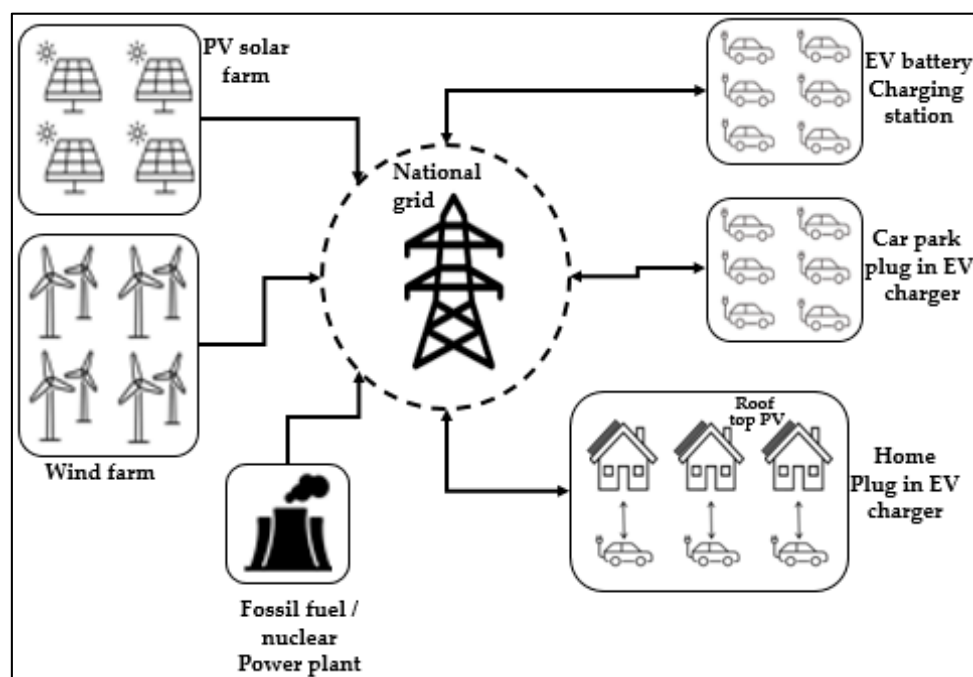 PV solar
farm
EV battery
Charging
station
National
grid
Car park
plug in EV
charger
Wind farm
Roof
top PV
Home
Plug in EV
charger
Fossil fuel /
nuclear
Power plant